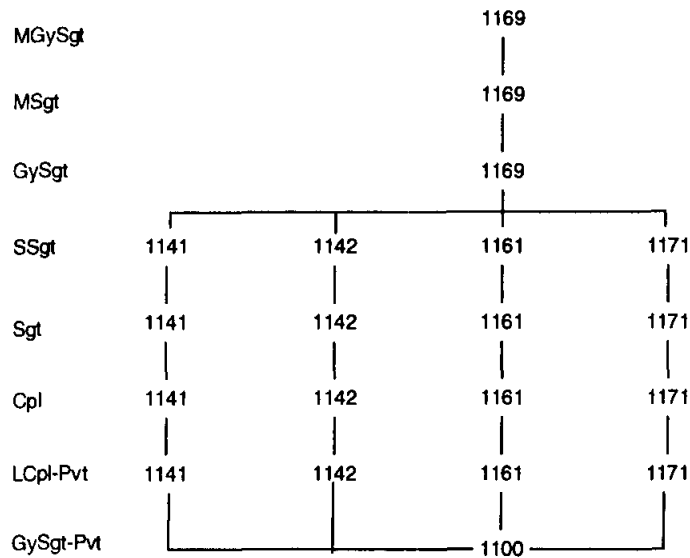 MGySgt 1169
MSgt 1169
GySgt 1169
SSgt 1141 1142 1161 1171
Sgt 1141 1142 1161 1171
Cpl 1141 1142 1161 1171
LCpl-Pvt 1141 1142 1161 1171
GySgt-Pvt 1100